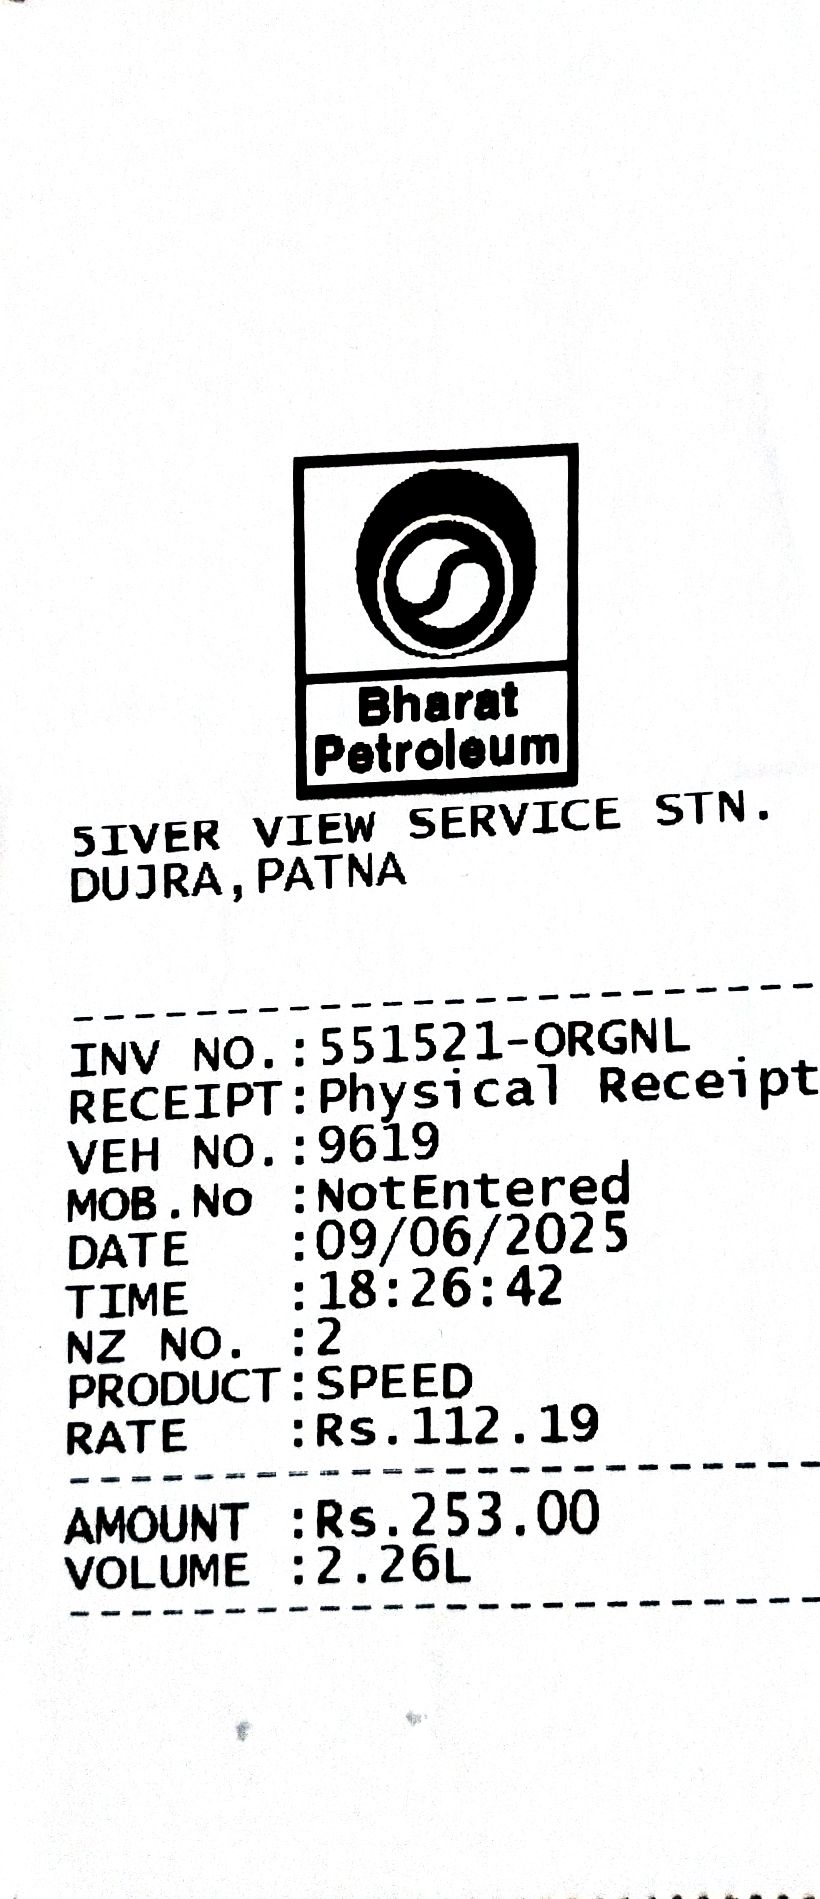 Bharat
Petroleum
5IVER VIEW SERVICE STN.
DUJRA,PATNA
INV NO.:551521-ORGNL
RECEIPT:Physical Receipt
VEH NO.:9619
MOB.NO :NotEntered
DATE :09/06/2025
TIME :18:26:42
NZ NO. :2
PRODUCT:SPEED
RATE :Rs.112.19
AMOUNT :Rs.253.00
VOLUME :2.26L